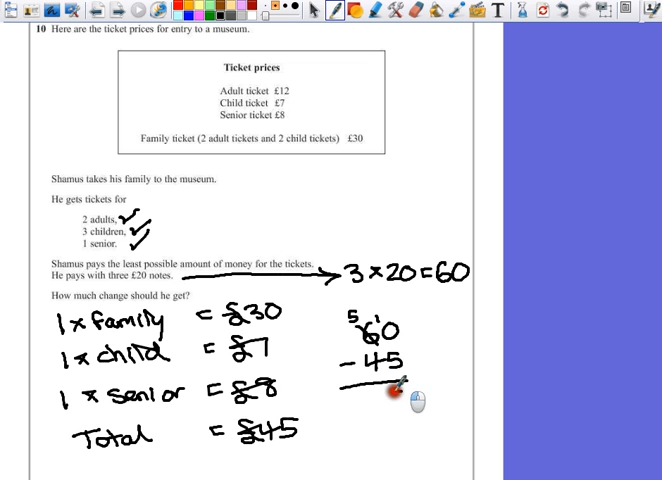 10 Here are the ticket prices for entry to a museum.
Ticket prices
Adult ticket £12
Child ticket £7
Senior ticket £8
Family ticket (2 adult tickets and 2 child tickets) £30
Shamus takes his family to the museum.
He gets tickets for
2 adults,
3 children,
1 senior.
Shamus pays the least possible amount of money for the tickets.
He pays with three £20 notes.
3 x 20 = 60
How much change should he get?
1 x family = £30
1 x child = £7
1 x senior = £8
Total = £45
5 1
60
- 45